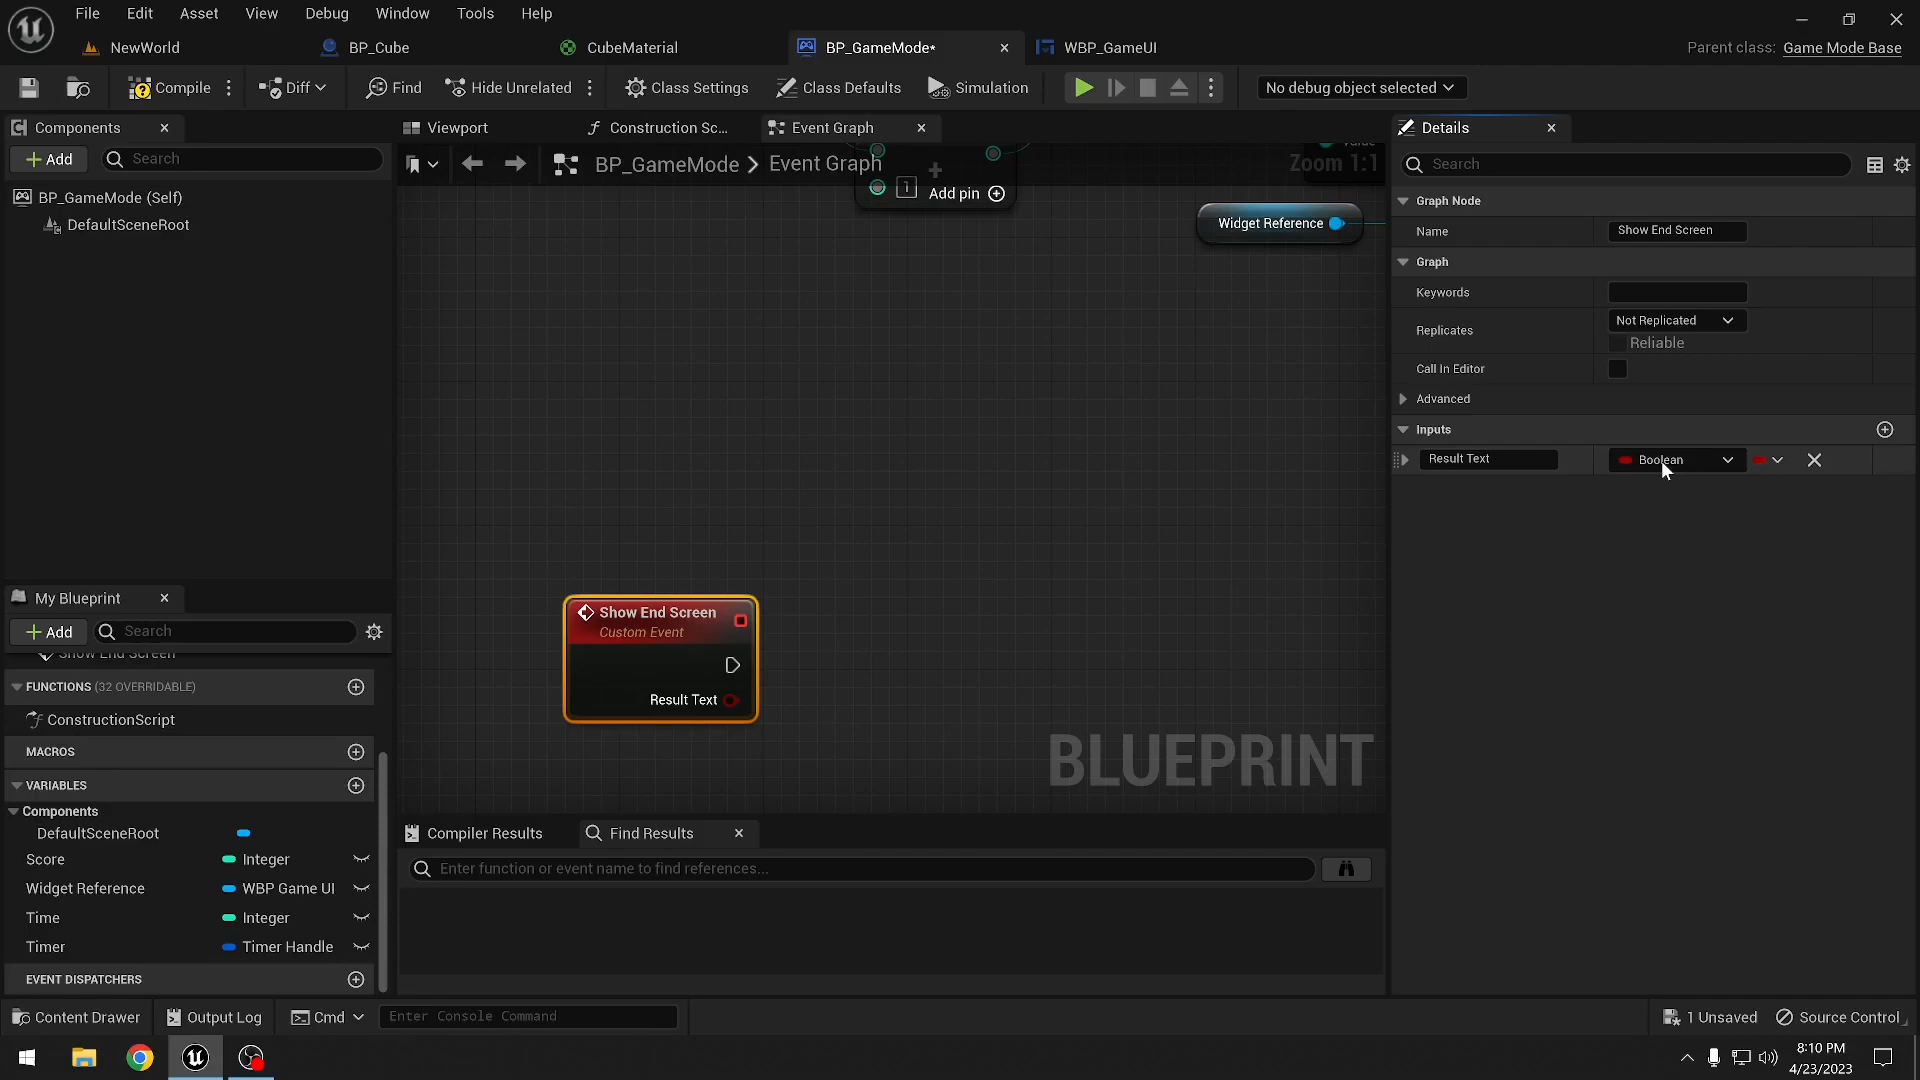 File Edit Asset View Debug Window Tools Help
NewWorld BP_Cube CubeMaterial BP_GameMode* WBP_GameUI Parent class: Game Mode Base
Compile Diff Find Hide Unrelated Class Settings Class Defaults Simulation No debug object selected
Components Viewport Construction Sc... Event Graph Details
Add Search BP_GameMode > Event Graph Zoom 1:1 Search
Value
1 Add pin
BP_GameMode (Self)
DefaultSceneRoot
Widget Reference
Graph Node
Name Show End Screen
Graph
Keywords
Replicates Not Replicated
Reliable
Call In Editor
Advanced
Inputs
Result Text Boolean
Show End Screen
Custom Event
Result Text
BLUEPRINT
My Blueprint
Add Search
Show End Screen
FUNCTIONS (32 OVERRIDABLE)
ConstructionScript
MACROS
VARIABLES
Components
DefaultSceneRoot
Score Integer
Widget Reference WBP Game UI
Time Integer
Timer Timer Handle
EVENT DISPATCHERS
Compiler Results Find Results
Enter function or event name to find references...
Content Drawer Output Log Cmd Enter Console Command 1 Unsaved Source Control
8:10 PM
4/23/2023